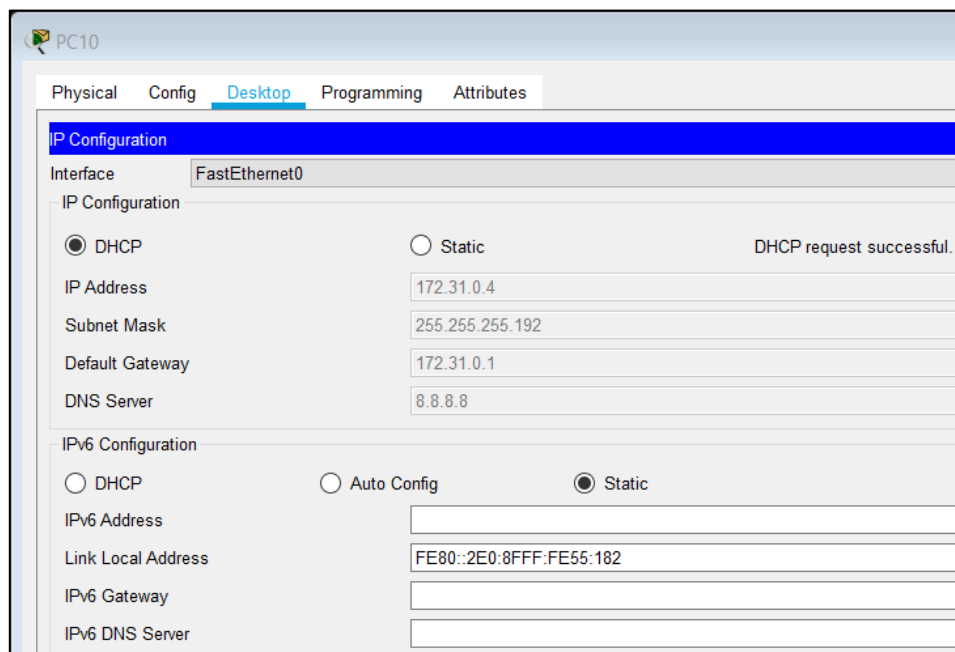 PC10
Physical Config Desktop Programming Attributes
IP Configuration
Interface FastEthernet0
IP Configuration
DHCP Static DHCP request successful.
IP Address 172.31.0.4
Subnet Mask 255.255.255.192
Default Gateway 172.31.0.1
DNS Server 8.8.8.8
IPv6 Configuration
DHCP Auto Config Static
IPv6 Address
Link Local Address FE80::2E0:8FFF:FE55:182
IPv6 Gateway
IPv6 DNS Server